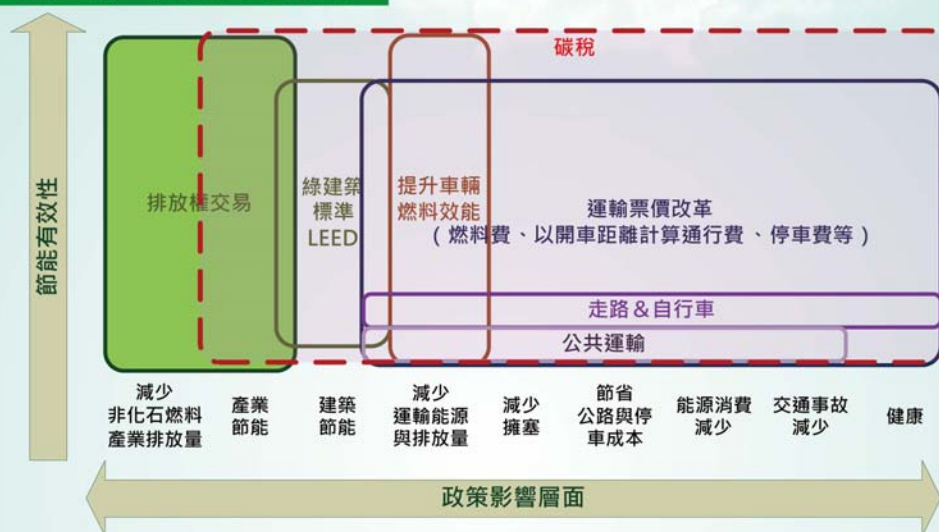 碳稅
節能有效性
排放權交易
綠建築
標準
LEED
提升車輛
燃料效能
運輸票價改革
( 燃料費、以開車距離計算通行費 、停車費等 )
走路＆自行車
公共運輸
減少
非化石燃料
產業排放量
產業
節能
建築
節能
減少
運輸能源
與排放量
減少
擁塞
節省
公路與停
車成本
能源消費
減少
交通事故
減少
健康
政策影響層面